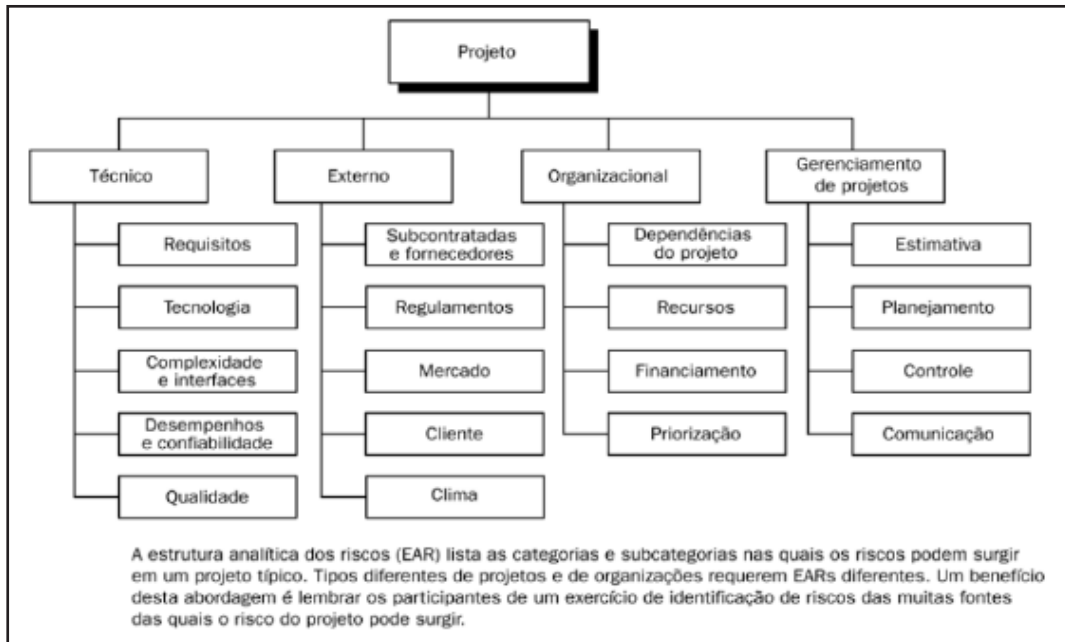 Projeto
Técnico
Externo
Organizacional
Gerenciamento
de projetos
Requisitos
Subcontratadas
e fornecedores
Dependências
do projeto
Estimativa
Tecnologia
Regulamentos
Recursos
Planejamento
Complexidade
e interfaces
Mercado
Financiamento
Controle
Desempenhos
e confiabilidade
Cliente
Priorização
Comunicação
Qualidade
Clima
A estrutura analítica dos riscos (EAR) lista as categorias e subcategorias nas quais os riscos podem surgir
em um projeto típico. Tipos diferentes de projetos e de organizações requerem EARs diferentes. Um benefício
desta abordagem é lembrar os participantes de um exercício de identificação de riscos das muitas fontes
das quais o risco do projeto pode surgir.